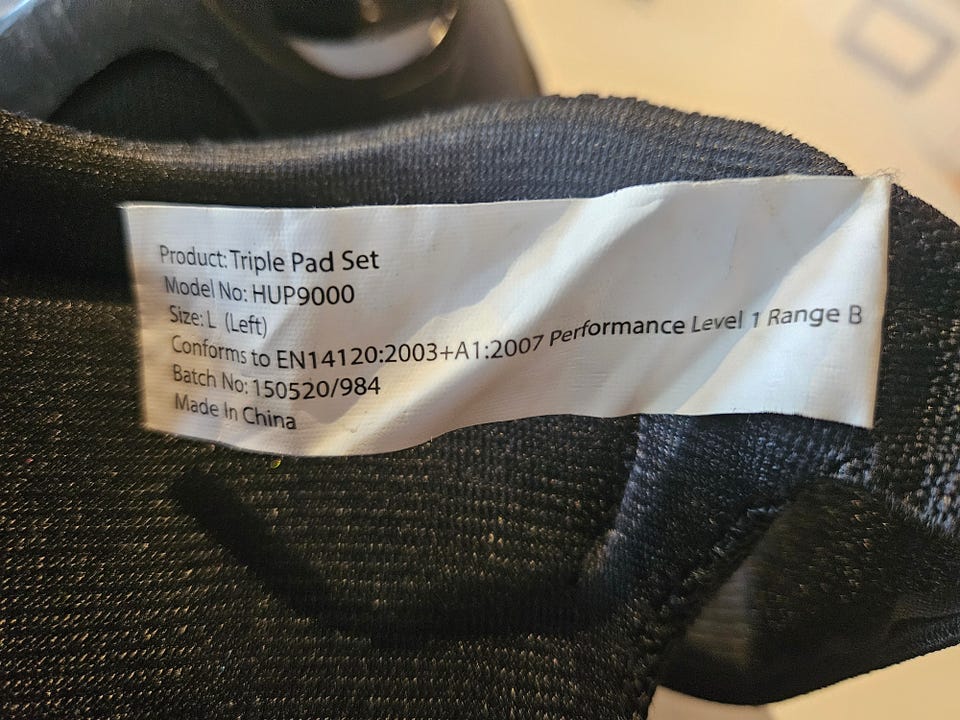 Product: Triple Pad Set
Model No: HUP9000
Size: L (Left)
Conforms to EN14120:2003+A1:2007 Performance Level 1 Range B
Batch No: 150520/984
Made In China